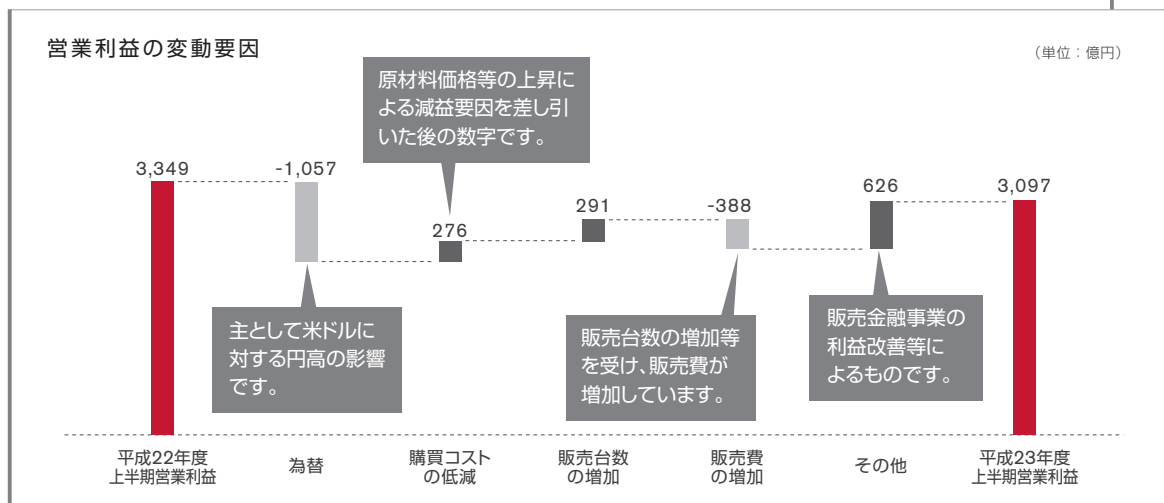 営業利益の変動要因
（単位：億円）
原材料価格等の上昇に
よる減益要因を差し引
いた後の数字です。
3,349
-1,057
276
291
-388
626
3,097
主として米ドルに
対する円高の影響
です。
販売台数の増加等
を受け、販売費が
増加しています。
販売金融事業の
利益改善等に
よるものです。
平成22年度
上半期営業利益
為替
購買コスト
の低減
販売台数
の増加
販売費
の増加
その他
平成23年度
上半期営業利益